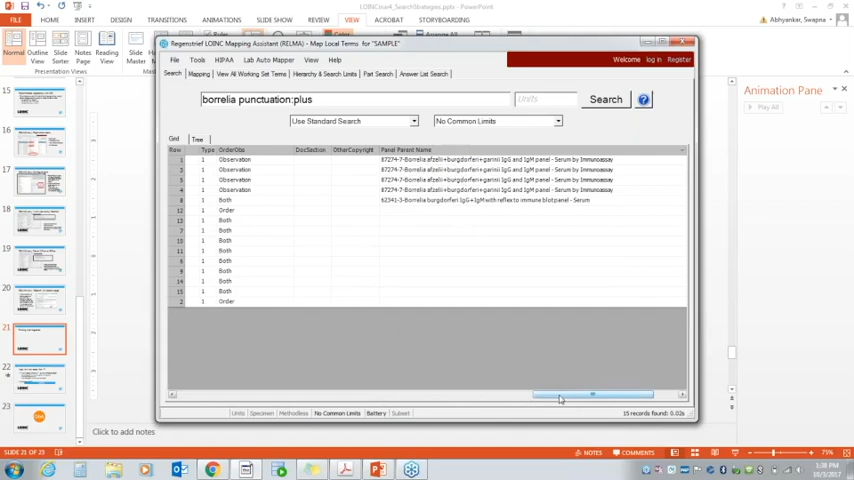 LOINCInar4_SearchStrategies.pptx - PowerPoint
FILE HOME INSERT DESIGN TRANSITIONS ANIMATIONS SLIDE SHOW REVIEW VIEW ACROBAT STORYBOARDING
Abhyankar, Swapna
Normal Outline View Slide Sorter Notes Page Reading View
Presentation Views
Slide Master
Regenstrief LOINC Mapping Assistant (RELMA) - Map Local Terms for "SAMPLE"
File Tools HIPAA Lab Auto Mapper View Help
Welcome log in Register
Search Mapping View All Working Set Terms Hierarchy & Search Limits Part Search Answer List Search
borrelia punctuation:plus Units Search ?
Use Standard Search No Common Limits
Grid Tree
Row Type OrderObs DocSection OtherCopyright Panel Parent Name
1 1 Observation 87274-7-Borrelia afzelii+burgdorferi+garinii IgG and IgM panel - Serum by Immunoassay
3 1 Observation 87274-7-Borrelia afzelii+burgdorferi+garinii IgG and IgM panel - Serum by Immunoassay
5 1 Observation 87274-7-Borrelia afzelii+burgdorferi+garinii IgG and IgM panel - Serum by Immunoassay
4 1 Observation 87274-7-Borrelia afzelii+burgdorferi+garinii IgG and IgM panel - Serum by Immunoassay
8 1 Both 62341-3-Borrelia burgdorferi IgG+IgM with reflex to immune blot panel - Serum
12 1 Order
13 1 Both
7 1 Both
10 1 Both
11 1 Both
6 1 Both
9 1 Both
14 1 Both
15 1 Both
2 1 Order
Units Specimen Methodless No Common Limits Battery Subset 15 records found: 0.02s
Animation Pane
Play All
15
16
17
18
19
20
21
22
23
Q&A
Click to add notes
SLIDE 21 OF 23 NOTES COMMENTS 75%
1:38 PM
10/3/2017